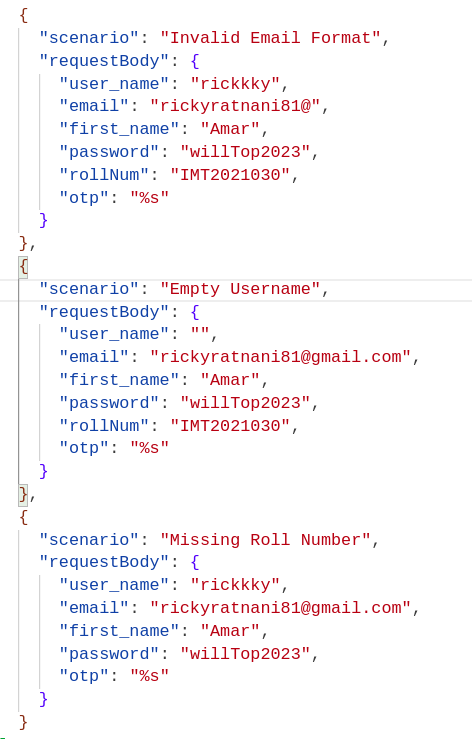 {
"scenario": "Invalid Email Format",
"requestBody": {
"user_name": "rickkky",
"email": "rickyratnani81@",
"first_name": "Amar",
"password": "willTop2023",
"rollNum": "IMT2021030",
"otp": "%s"
}
},
{
"scenario": "Empty Username",
"requestBody": {
"user_name": "",
"email": "rickyratnani81@gmail.com",
"first_name": "Amar",
"password": "willTop2023",
"rollNum": "IMT2021030",
"otp": "%s"
}
},
{
"scenario": "Missing Roll Number",
"requestBody": {
"user_name": "rickkky",
"email": "rickyratnani81@gmail.com",
"first_name": "Amar",
"password": "willTop2023",
"otp": "%s"
}
}